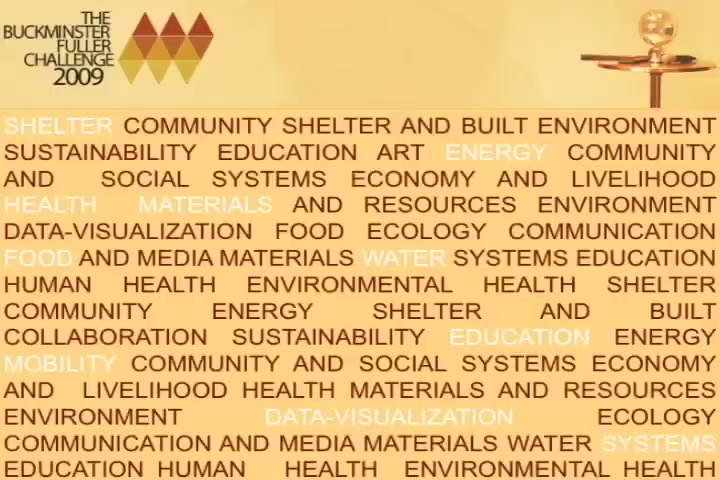 THE
BUCKMINSTER
FULLER
CHALLENGE
2009
SHELTER COMMUNITY SHELTER AND BUILT ENVIRONMENT
SUSTAINABILITY EDUCATION ART ENERGY COMMUNITY
AND SOCIAL SYSTEMS ECONOMY AND LIVELIHOOD
HEALTH MATERIALS AND RESOURCES ENVIRONMENT
DATA-VISUALIZATION FOOD ECOLOGY COMMUNICATION
FOOD AND MEDIA MATERIALS WATER SYSTEMS EDUCATION
HUMAN HEALTH ENVIRONMENTAL HEALTH SHELTER
COMMUNITY ENERGY SHELTER AND BUILT
COLLABORATION SUSTAINABILITY EDUCATION ENERGY
MOBILITY COMMUNITY AND SOCIAL SYSTEMS ECONOMY
AND LIVELIHOOD HEALTH MATERIALS AND RESOURCES
ENVIRONMENT DATA-VISUALIZATION ECOLOGY
COMMUNICATION AND MEDIA MATERIALS WATER SYSTEMS
EDUCATION HUMAN HEALTH ENVIRONMENTAL HEALTH